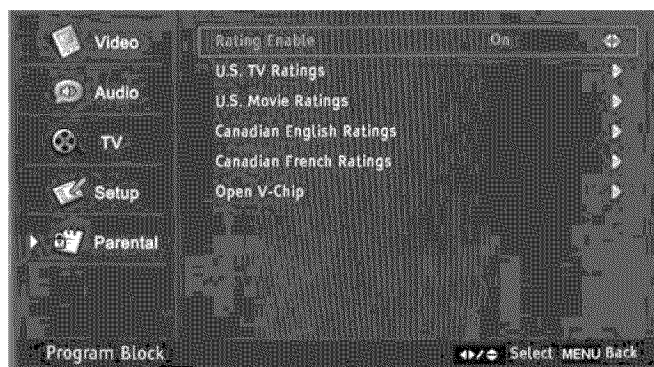 Video
Audio
TV
Setup
Parental
Rating Enable On
U.S. TV Ratings
U.S. Movie Ratings
Canadian English Ratings
Canadian French Ratings
Open V-Chip
Program Block
Select MENU Back